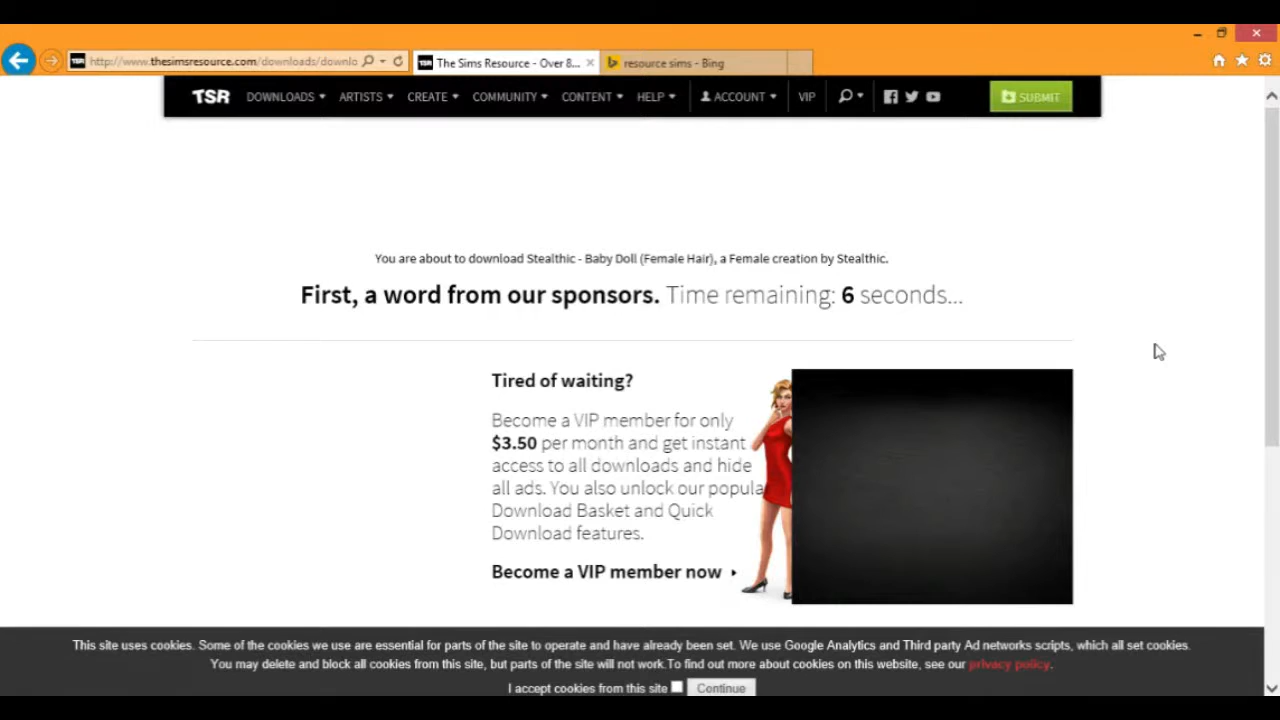 http://www.thesimsresource.com/downloads/downlo
The Sims Resource - Over 8...
resource sims - Bing
TSR DOWNLOADS ARTISTS CREATE COMMUNITY CONTENT HELP ACCOUNT VIP SUBMIT
You are about to download Stealthic - Baby Doll (Female Hair), a Female creation by Stealthic.
First, a word from our sponsors. Time remaining: 6 seconds...
Tired of waiting?
Become a VIP member for only
$3.50 per month and get instant
access to all downloads and hide
all ads. You also unlock our popula
Download Basket and Quick
Download features.
Become a VIP member now
This site uses cookies. Some of the cookies we use are essential for parts of the site to operate and have already been set. We use Google Analytics and Third party Ad networks scripts, which all set cookies.
You may delete and block all cookies from this site, but parts of the site will not work.To find out more about cookies on this website, see our privacy policy.
I accept cookies from this site Continue